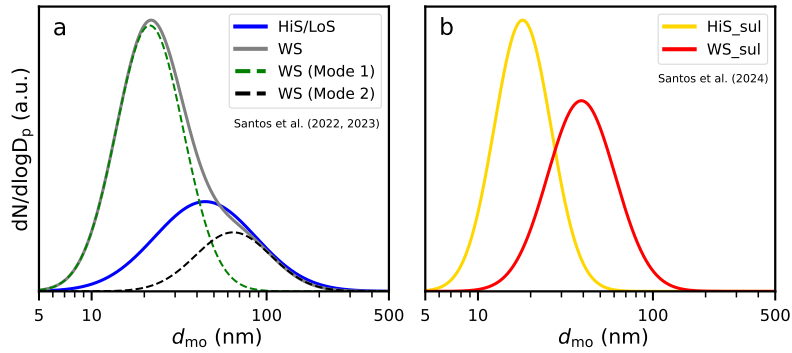 a
HiS/LoS
WS
WS (Mode 1)
WS (Mode 2)
Santos et al. (2022, 2023)
dN/dlogDp (a.u.)
5 10 100 500
dmo (nm)
b
HiS_sul
WS_sul
Santos et al. (2024)
5 10 100 500
dmo (nm)